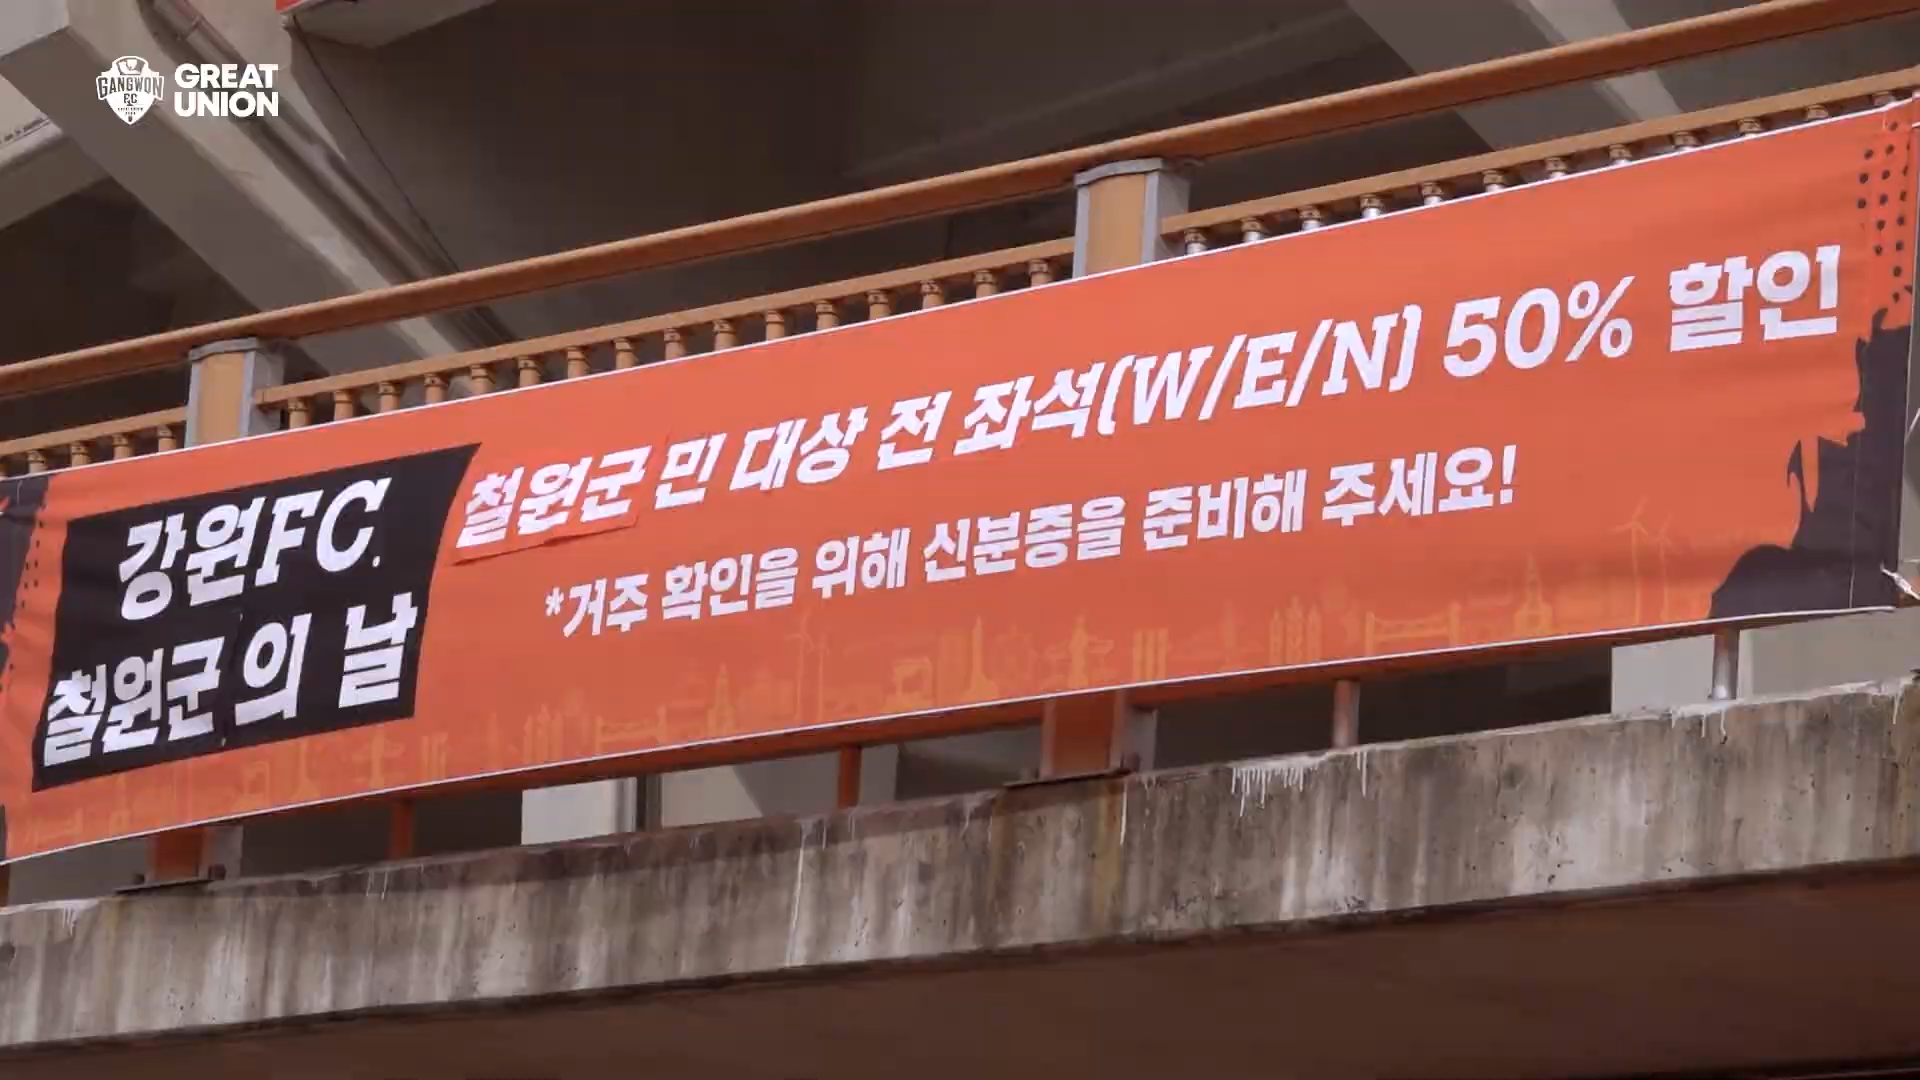 GANGWON
FC
GREAT
UNION
강원FC.
철원군의 날
철원군민 대상 전 좌석(W/E/N) 50% 할인
*거주 확인을 위해 신분증을 준비해 주세요!